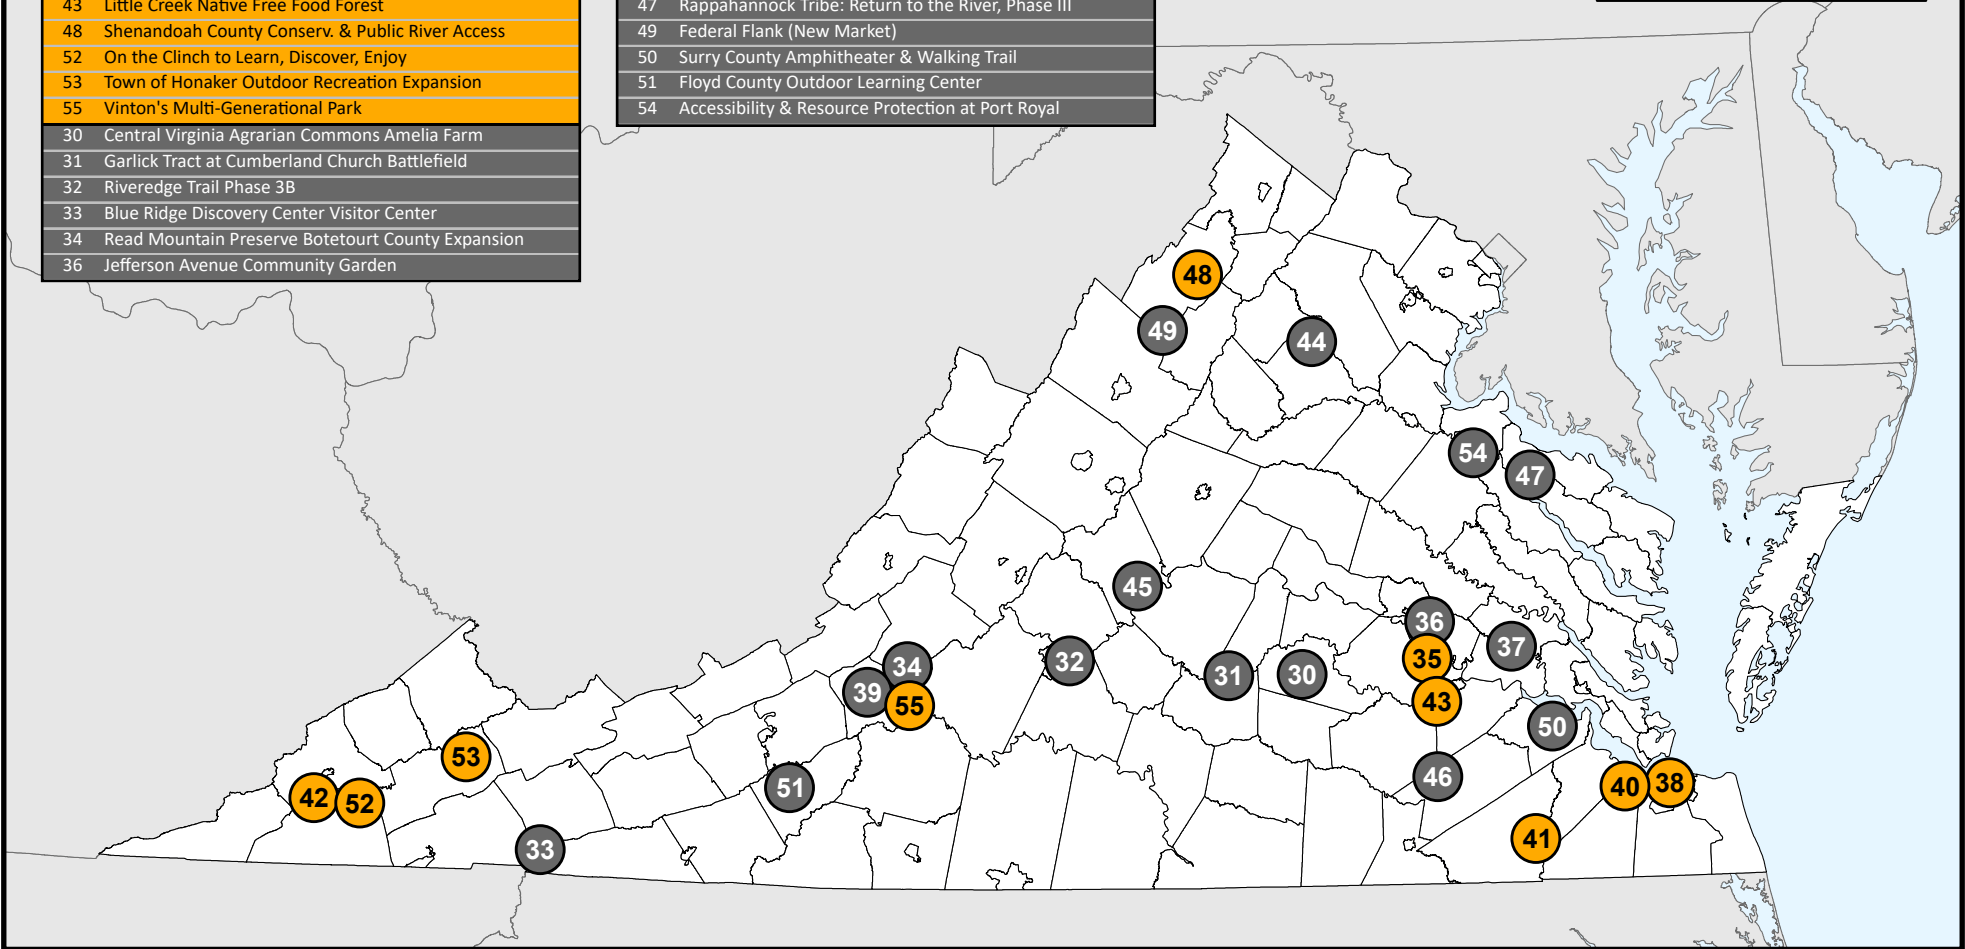 43 Little Creek Native Free Food Forest
48 Shenandoah County Conserv. & Public River Access
52 On the Clinch to Learn, Discover, Enjoy
53 Town of Honaker Outdoor Recreation Expansion
55 Vinton's Multi-Generational Park
30 Central Virginia Agrarian Commons Amelia Farm
31 Garlick Tract at Cumberland Church Battlefield
32 Riveredge Trail Phase 3B
33 Blue Ridge Discovery Center Visitor Center
34 Read Mountain Preserve Botetourt County Expansion
36 Jefferson Avenue Community Garden
47 Rappahannock Tribe: Return to the River, Phase III
49 Federal Flank (New Market)
50 Surry County Amphitheater & Walking Trail
51 Floyd County Outdoor Learning Center
54 Accessibility & Resource Protection at Port Royal
48
49
44
54
47
45
36
37
34
32
35
31
30
39
55
43
50
53
46
51
42
52
40
38
41
33